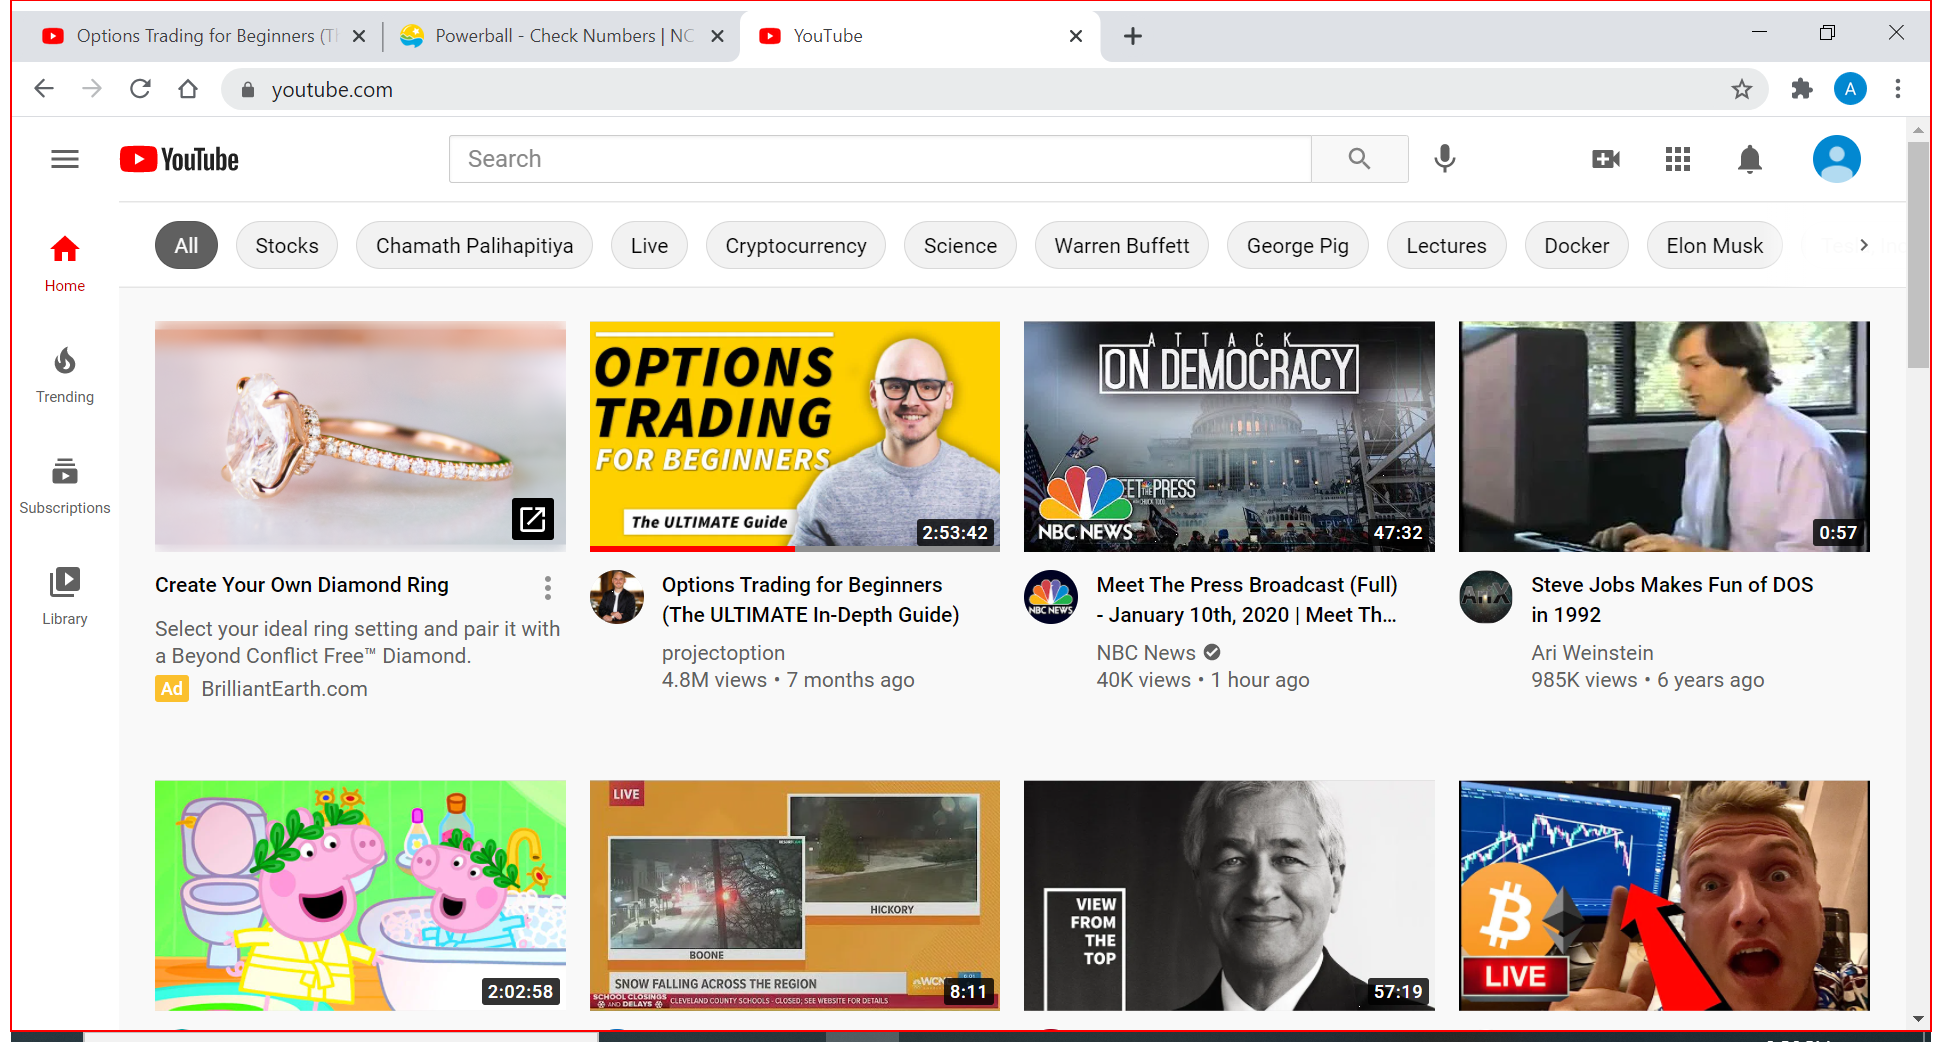 Options Trading for Beginners (Th
Powerball - Check Numbers | NC
YouTube
youtube.com
A
YouTube
Search
All
Stocks
Chamath Palihapitiya
Live
Cryptocurrency
Science
Warren Buffett
George Pig
Lectures
Docker
Elon Musk
Home
Trending
Subscriptions
Library
OPTIONS
TRADING
FOR BEGINNERS
The ULTIMATE Guide
2:53:42
ATTACK
ON DEMOCRACY
MEET THE PRESS
NBC NEWS
47:32
0:57
Create Your Own Diamond Ring
Select your ideal ring setting and pair it with
a Beyond Conflict Free™ Diamond.
Ad BrilliantEarth.com
Options Trading for Beginners
(The ULTIMATE In-Depth Guide)
projectoption
4.8M views • 7 months ago
NBC NEWS
Meet The Press Broadcast (Full)
- January 10th, 2020 | Meet Th...
NBC News
40K views • 1 hour ago
AriX
Steve Jobs Makes Fun of DOS
in 1992
Ari Weinstein
985K views • 6 years ago
2:02:58
LIVE
HICKORY
BOONE
SNOW FALLING ACROSS THE REGION
WCNC
SCHOOL CLOSINGS
AND DELAYS
CLEVELAND COUNTY SCHOOLS - CLOSED; SEE WEBSITE FOR DETAILS
8:11
VIEW
FROM
THE
TOP
57:19
LIVE